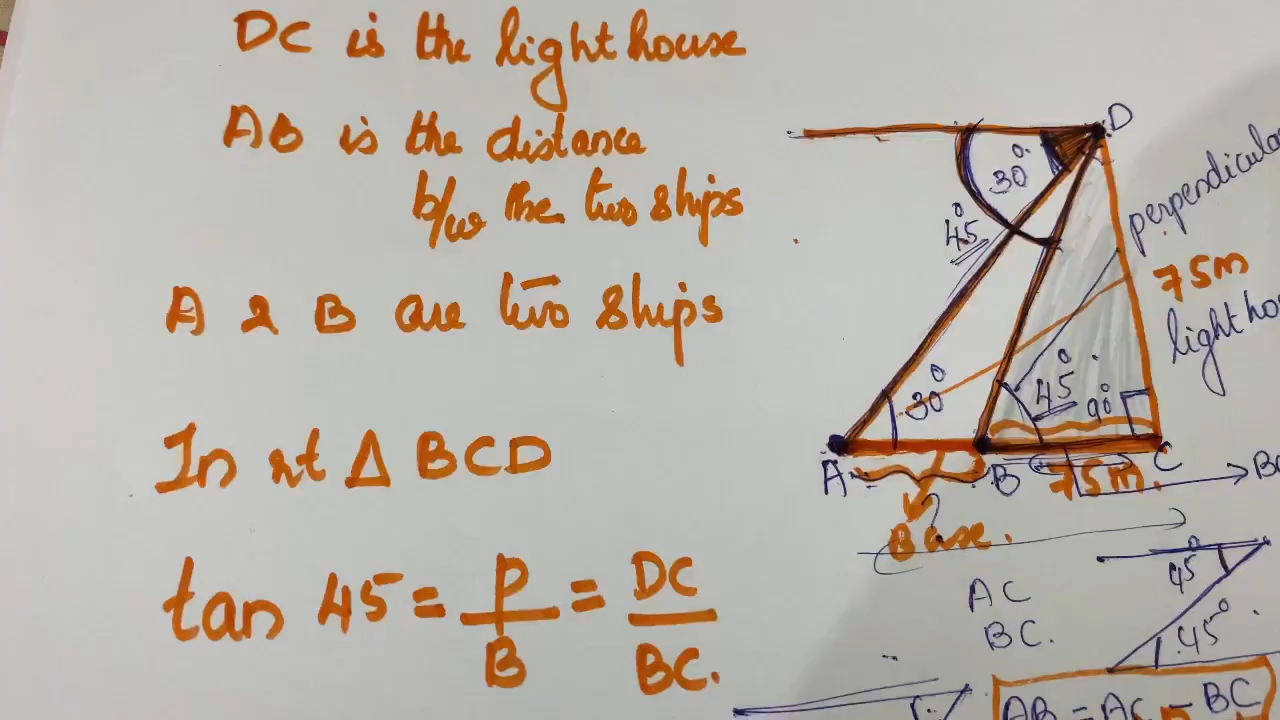 DC is the light house
AB is the distance
b/w the two ships
A & B are two ships
In rt Δ BCD
tan 45 = P/B = DC/BC.
D
30°
45°
perpendicular
75m
light
30°
45°
90°
A
B
C
75m.
Base.
AC
BC.
45°
45°
AB = AC - BC